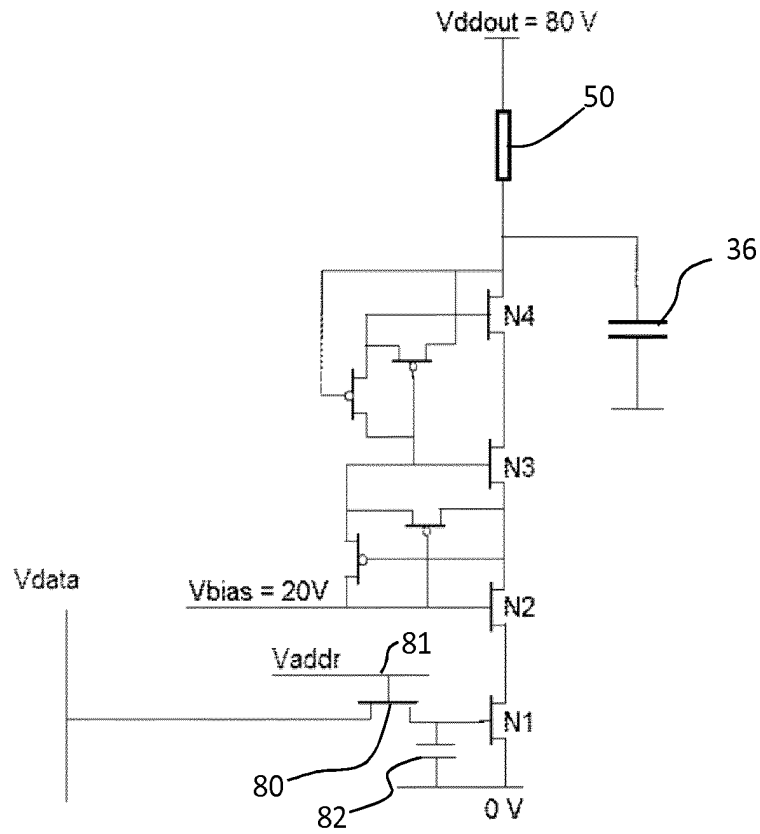 Vddout = 80 V
50
36
N4
N3
Vdata
Vbias = 20V
N2
Vaddr
81
N1
80
82
0 V